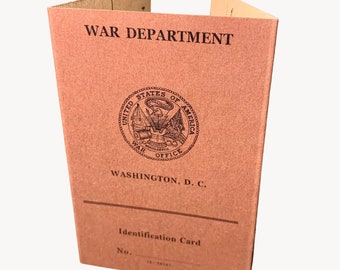 WAR DEPARTMENT
UNITED STATES OF AMERICA
WAR OFFICE
WASHINGTON, D. C.
Identification Card
No.